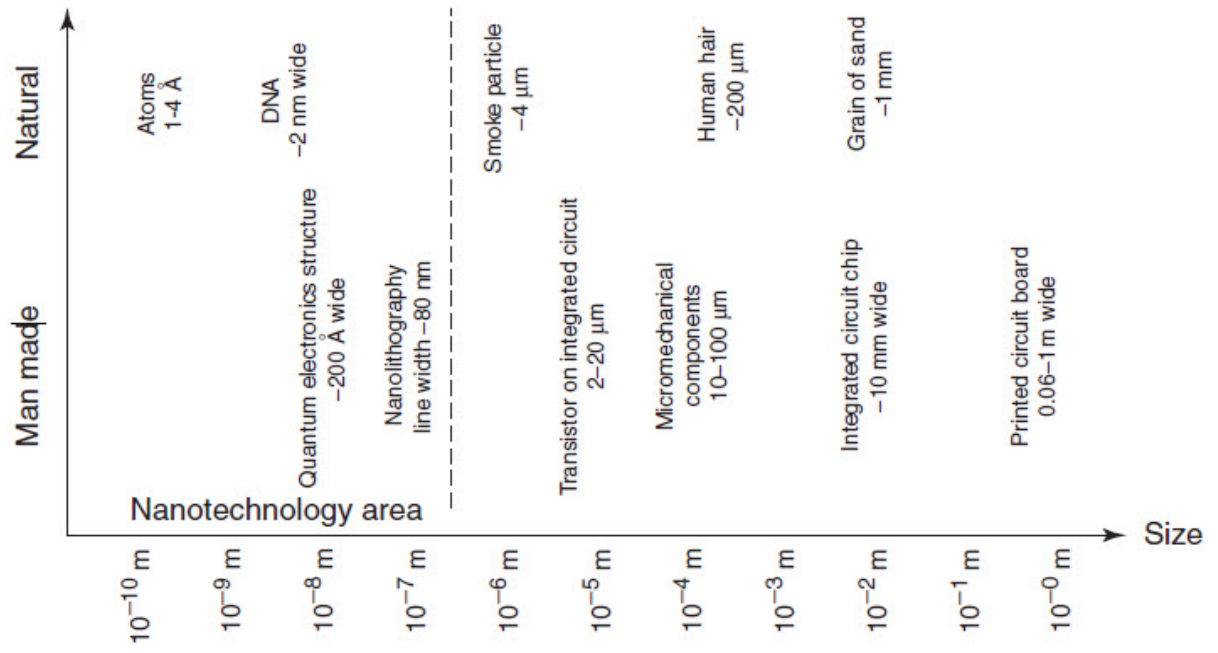 Natural
Man made
Atoms
1-4 Å
DNA
–2 nm wide
Smoke particle
–4 μm
Human hair
–200 μm
Grain of sand
–1 mm
Quantum electronics structure
–200 Å wide
Nanolithography
line width –80 nm
Transistor on integrated circuit
2–20 μm
Micromechanical
components
10–100 μm
Integrated circuit chip
–10 mm wide
Printed circuit board
0.06–1 m wide
Nanotechnology area
Size
10⁻¹⁰ m
10⁻⁹ m
10⁻⁸ m
10⁻⁷ m
10⁻⁶ m
10⁻⁵ m
10⁻⁴ m
10⁻³ m
10⁻² m
10⁻¹ m
10⁻⁰ m